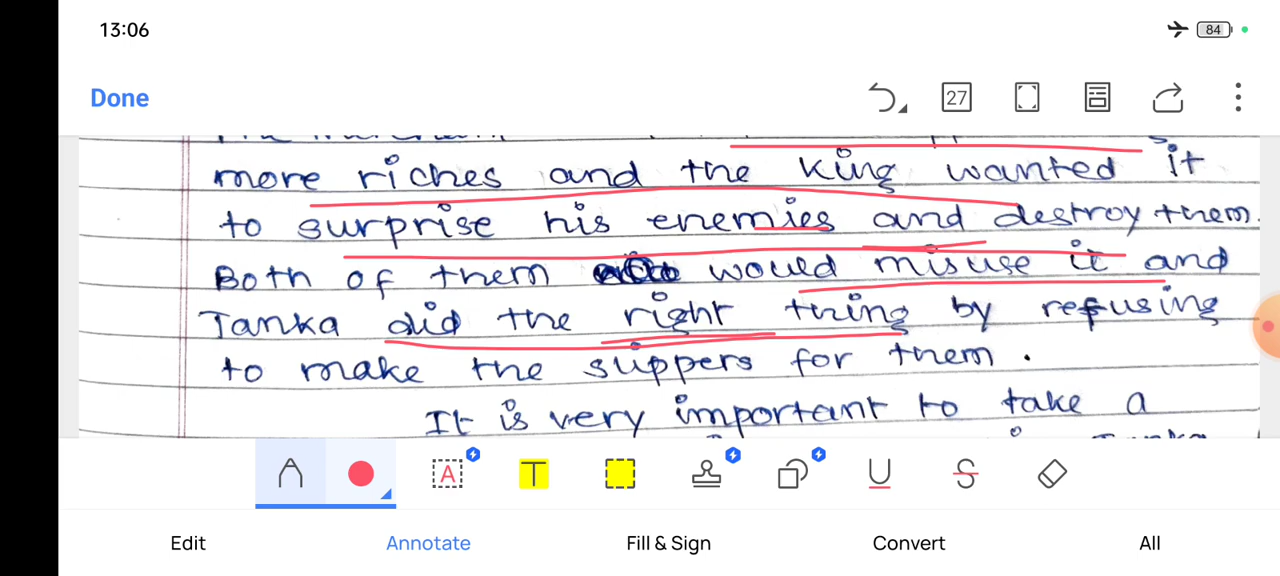 13:06
84
Done
27
more riches and the king wanted it
to surprise his enemies and destroy them.
Both of them would misuse it and
Tanka did the right thing by refusing
to make the slippers for them.
It is very important to take a
Tanka
A
T
U
S
Edit
Annotate
Fill & Sign
Convert
All